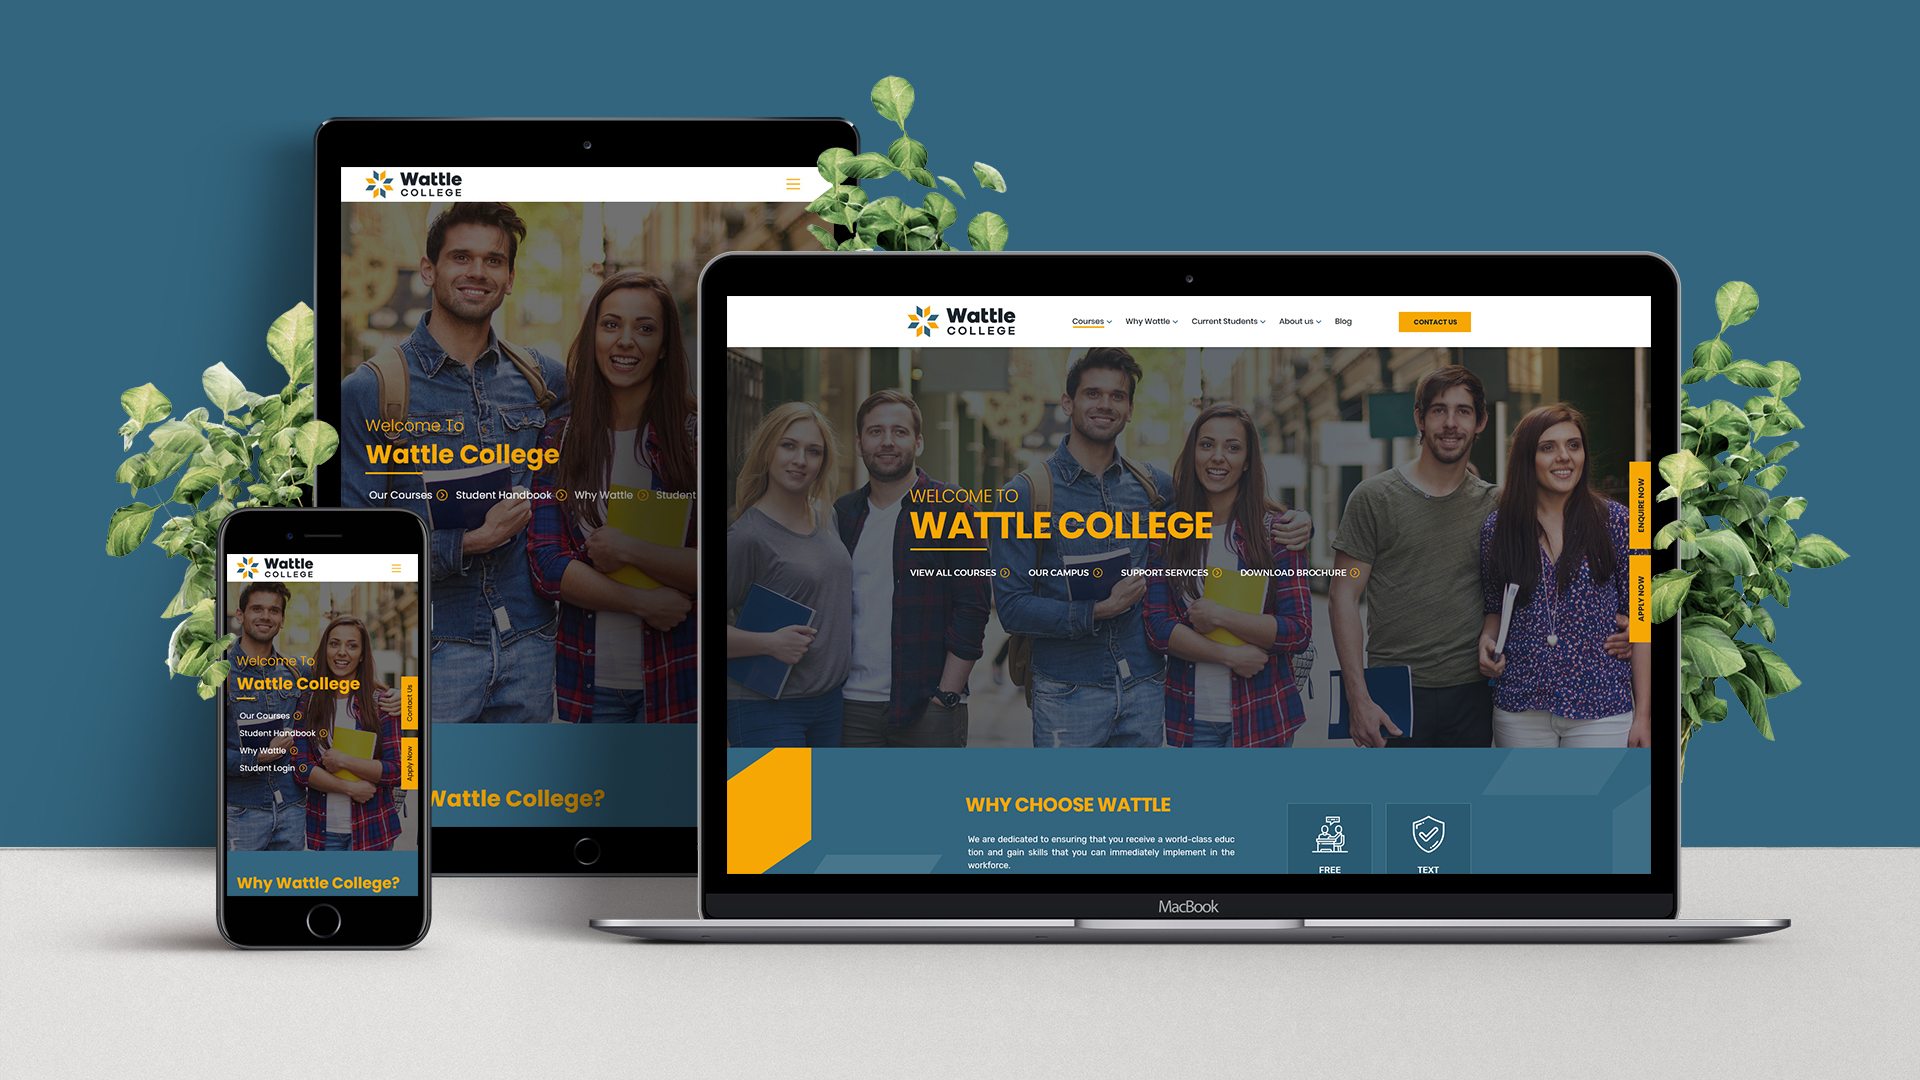 Wattle
COLLEGE
Welcome To
Wattle College
Our Courses Student Handbook Why Wattle Student
Wattle College?
Wattle
COLLEGE
Welcome To
Wattle College
Our Courses
Student Handbook
Why Wattle
Student Login
Contact Us
Apply Now
Why Wattle College?
Wattle
COLLEGE
Courses Why Wattle Current Students About us Blog
CONTACT US
WELCOME TO
WATTLE COLLEGE
VIEW ALL COURSES OUR CAMPUS SUPPORT SERVICES DOWNLOAD BROCHURE
ENQUIRE NOW
APPLY NOW
WHY CHOOSE WATTLE
We are dedicated to ensuring that you receive a world-class educ
tion and gain skills that you can immediately implement in the
workforce.
FREE
TEXT
MacBook